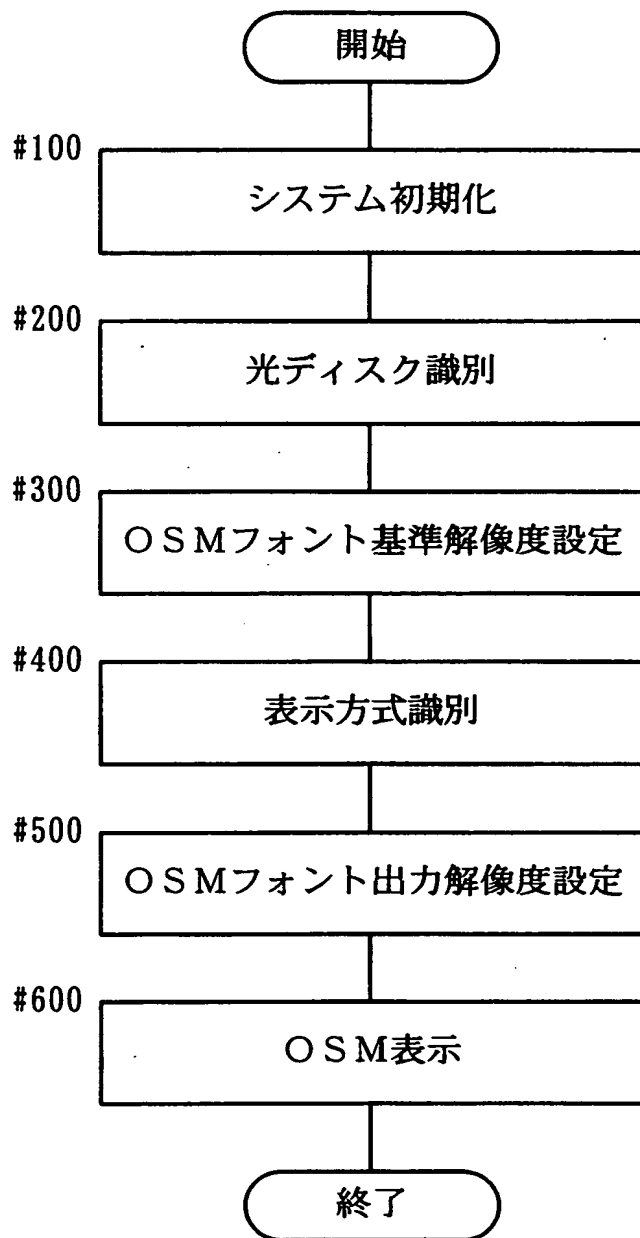 開始
#100
システム初期化
#200
光ディスク識別
#300
ＯＳＭフォント基準解像度設定
#400
表示方式識別
#500
ＯＳＭフォント出力解像度設定
#600
ＯＳＭ表示
終了